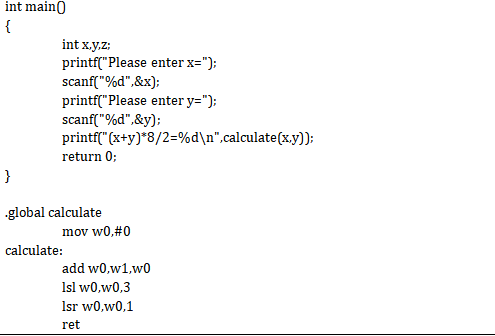 int main()
{
int x,y,z;
printf("Please enter x=");
scanf("%d",&x);
printf("Please enter y=");
scanf("%d",&y);
printf("(x+y)*8/2=%d\n",calculate(x,y));
return 0;
}
.global calculate
mov w0,#0
calculate:
add w0,w1,w0
lsl w0,w0,3
lsr w0,w0,1
ret